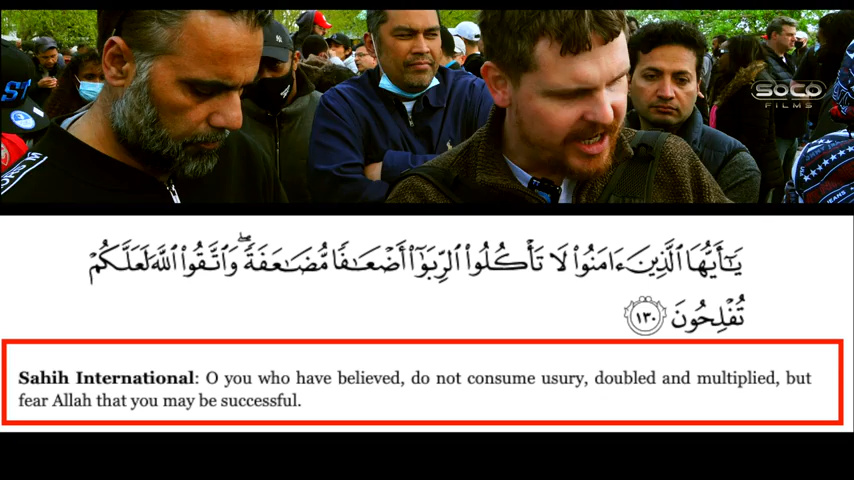 SOCO
FILMS
ST
يَٰٓأَيُّهَا ٱلَّذِينَ ءَامَنُوا۟ لَا تَأْكُلُوا۟ ٱلرِّبَوٰٓا۟ أَضْعَٰفًا مُّضَٰعَفَةً ۖ وَٱتَّقُوا۟ ٱللَّهَ لَعَلَّكُمْ
تُفْلِحُونَ ١٣٠
Sahih International: O you who have believed, do not consume usury, doubled and multiplied, but
fear Allah that you may be successful.